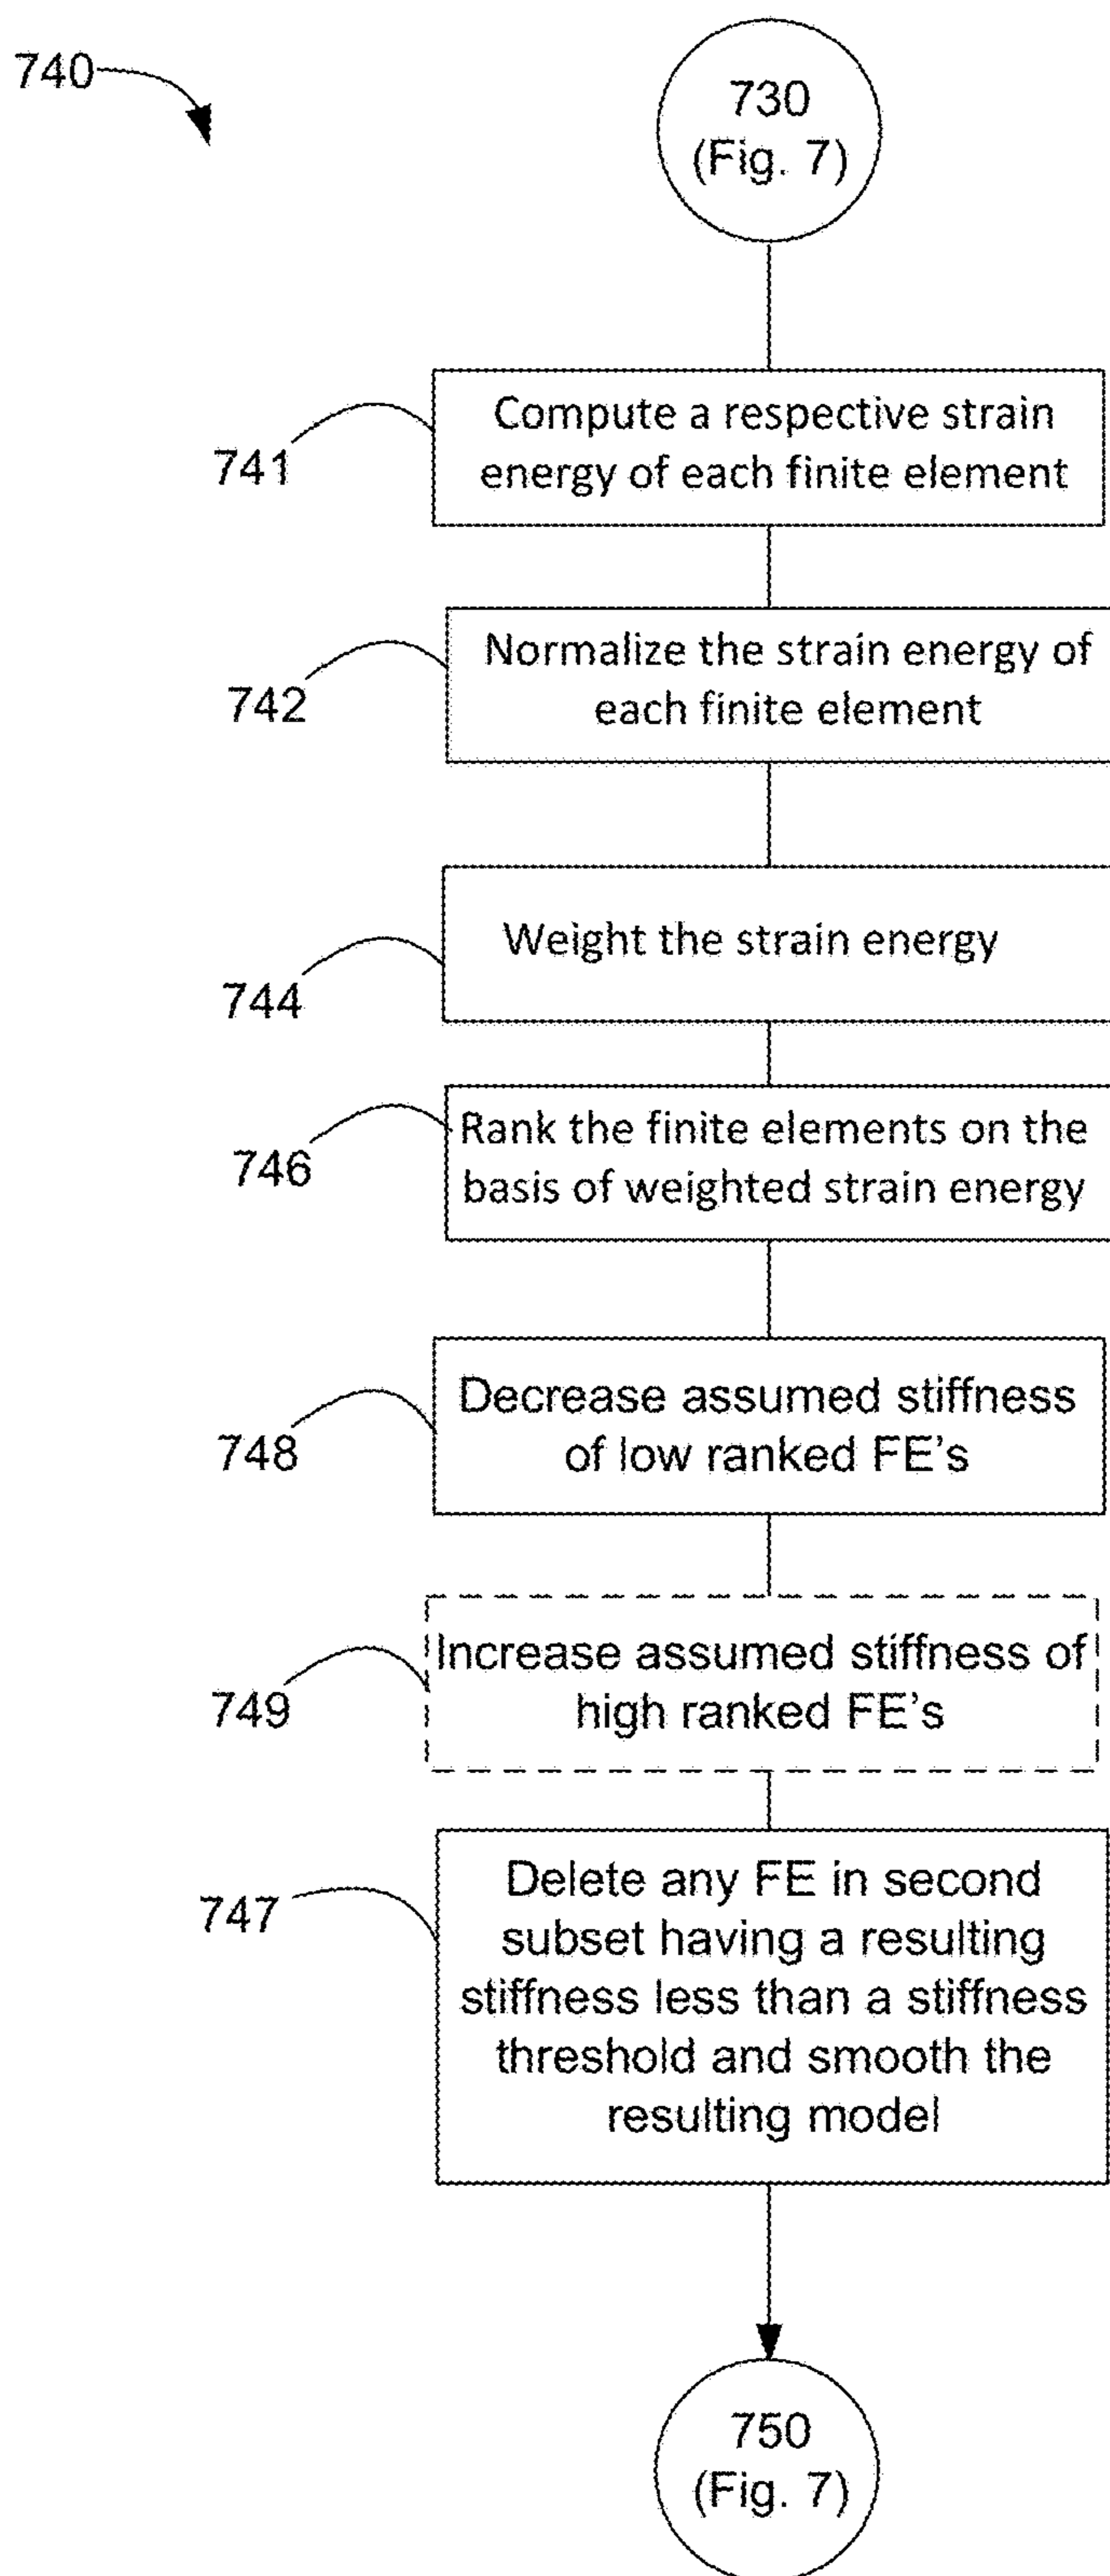 740
730
(Fig. 7)
741
Compute a respective strain
energy of each finite element
742
Normalize the strain energy of
each finite element
744
Weight the strain energy
746
Rank the finite elements on the
basis of weighted strain energy
748
Decrease assumed stiffness
of low ranked FE's
749
Increase assumed stiffness of
high ranked FE's
747
Delete any FE in second
subset having a resulting
stiffness less than a stiffness
threshold and smooth the
resulting model
750
(Fig. 7)